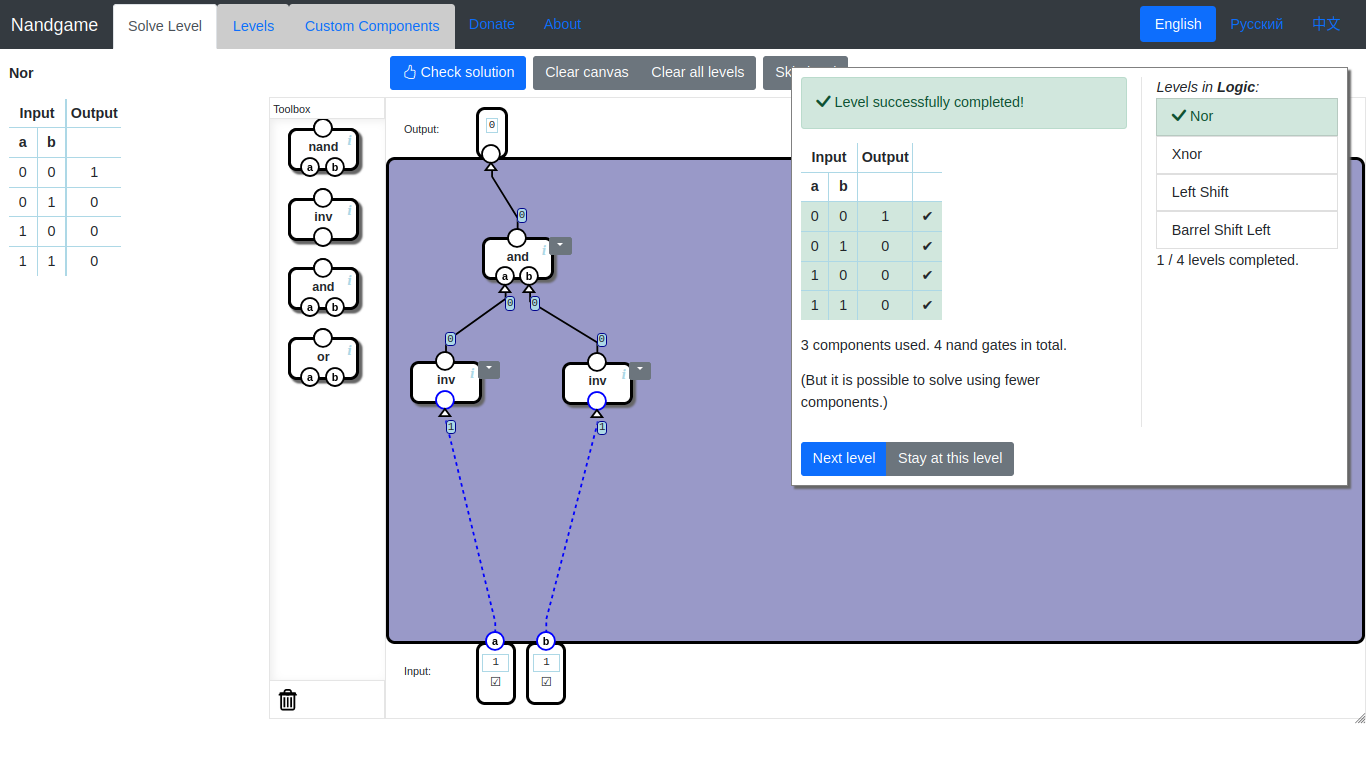 Nandgame Solve Level Levels Custom Components Donate About English Русский 中文
Nor
Check solution Clear canvas Clear all levels
Input Output
a b
0 0 1
0 1 0
1 0 0
1 1 0
Toolbox
nand i
a b
inv i
and i
a b
or i
a b
Output:
0
0
and i
a b
0 0
0 0
inv i inv i
1 1
a b
Input:
1 1
Level successfully completed!
Input Output
a b
0 0 1 ✔
0 1 0 ✔
1 0 0 ✔
1 1 0 ✔
3 components used. 4 nand gates in total.
(But it is possible to solve using fewer
components.)
Next level Stay at this level
Levels in Logic:
Nor
Xnor
Left Shift
Barrel Shift Left
1 / 4 levels completed.